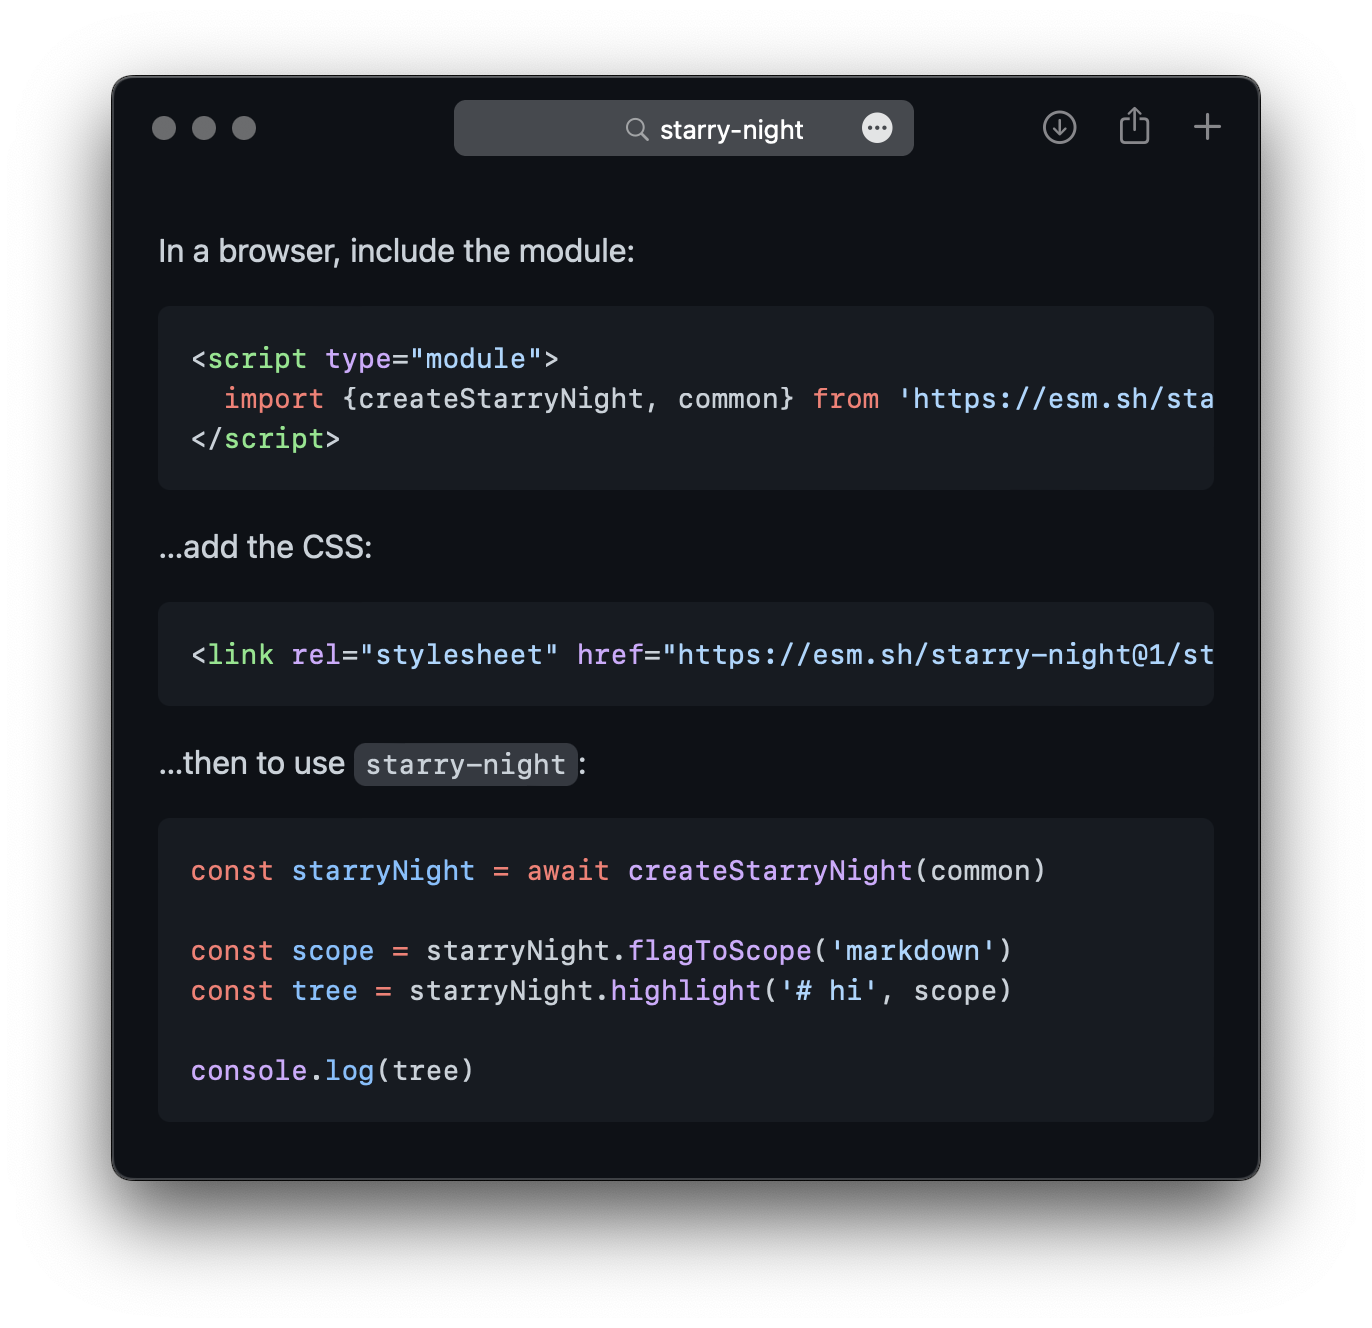 starry-night
In a browser, include the module:
<script type="module">
  import {createStarryNight, common} from 'https://esm.sh/sta
</script>
…add the CSS:
<link rel="stylesheet" href="https://esm.sh/starry-night@1/st
…then to use starry-night:
const starryNight = await createStarryNight(common)
const scope = starryNight.flagToScope('markdown')
const tree = starryNight.highlight('# hi', scope)
console.log(tree)